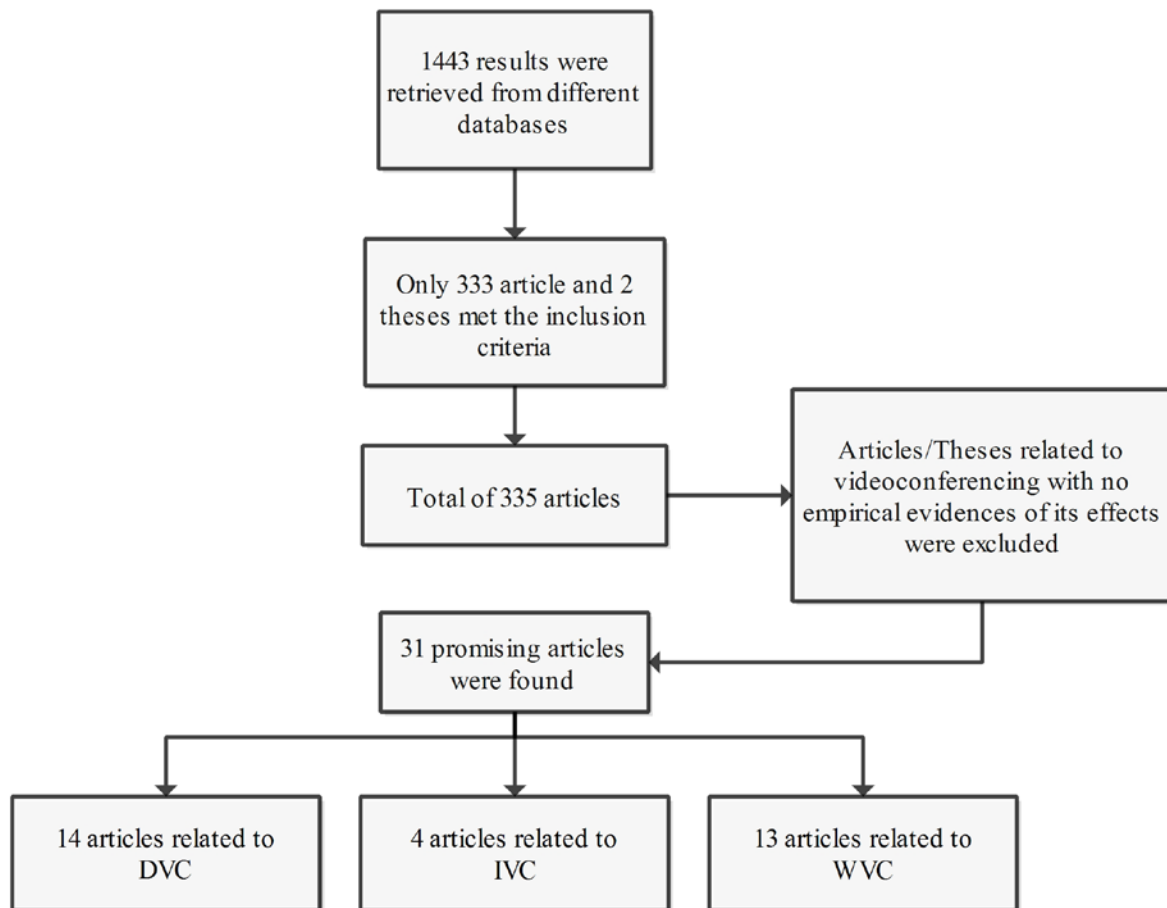 1443 results were
retrieved from different
databases
Only 333 article and 2
theses met the inclusion
criteria
Total of 335 articles
Articles/Theses related to
videoconferencing with no
empirical evidences of its effects
were excluded
31 promising articles
were found
14 articles related to
DVC
4 articles related to
IVC
13 articles related to
WVC